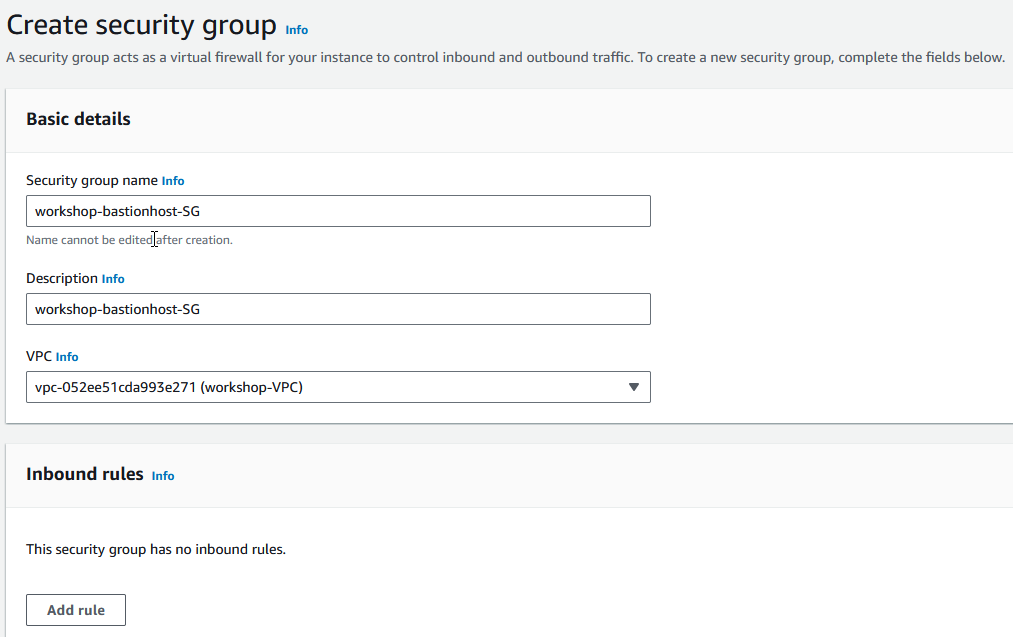 Create security group Info
A security group acts as a virtual firewall for your instance to control inbound and outbound traffic. To create a new security group, complete the fields below.
Basic details
Security group name Info
workshop-bastionhost-SG
Name cannot be edited after creation.
Description Info
workshop-bastionhost-SG
VPC Info
vpc-052ee51cda993e271 (workshop-VPC)
Inbound rules Info
This security group has no inbound rules.
Add rule